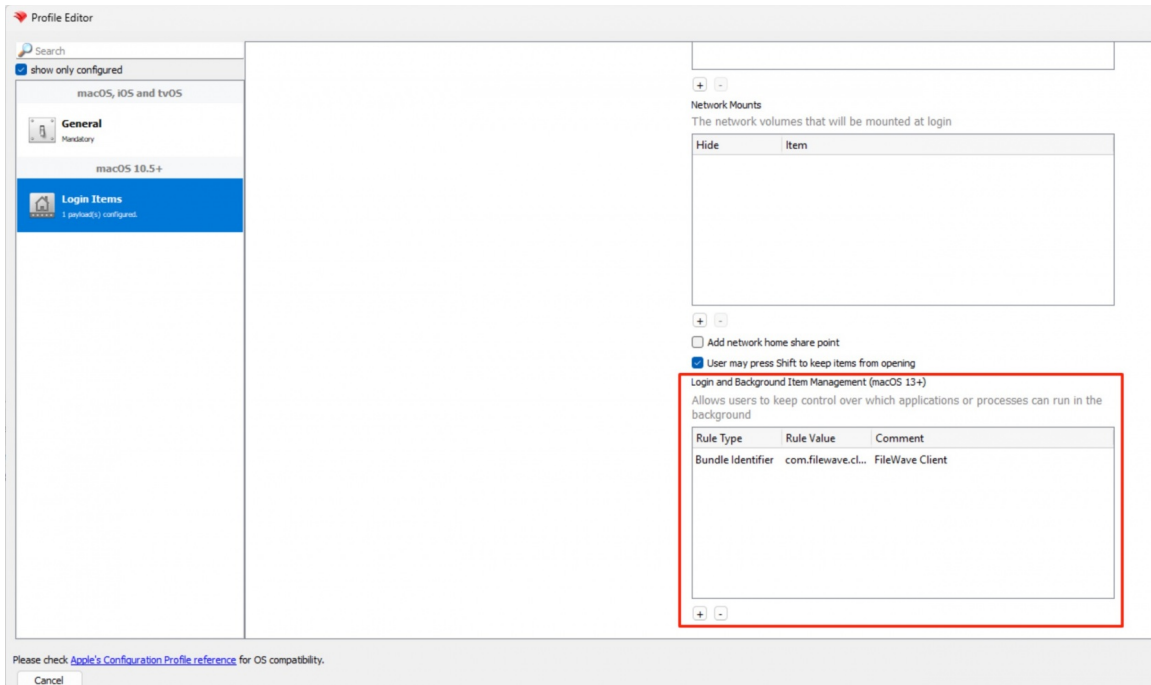 Profile Editor
Search
show only configured
macOS, iOS and tvOS
General
Mandatory
macOS 10.5+
Login Items
1 payload(s) configured.
+ -
Network Mounts
The network volumes that will be mounted at login
Hide Item
+ -
Add network home share point
User may press Shift to keep items from opening
Login and Background Item Management (macOS 13+)
Allows users to keep control over which applications or processes can run in the
background
Rule Type Rule Value Comment
Bundle Identifier com.filewave.cl... FileWave Client
+ -
Please check Apple's Configuration Profile reference for OS compatibility.
Cancel